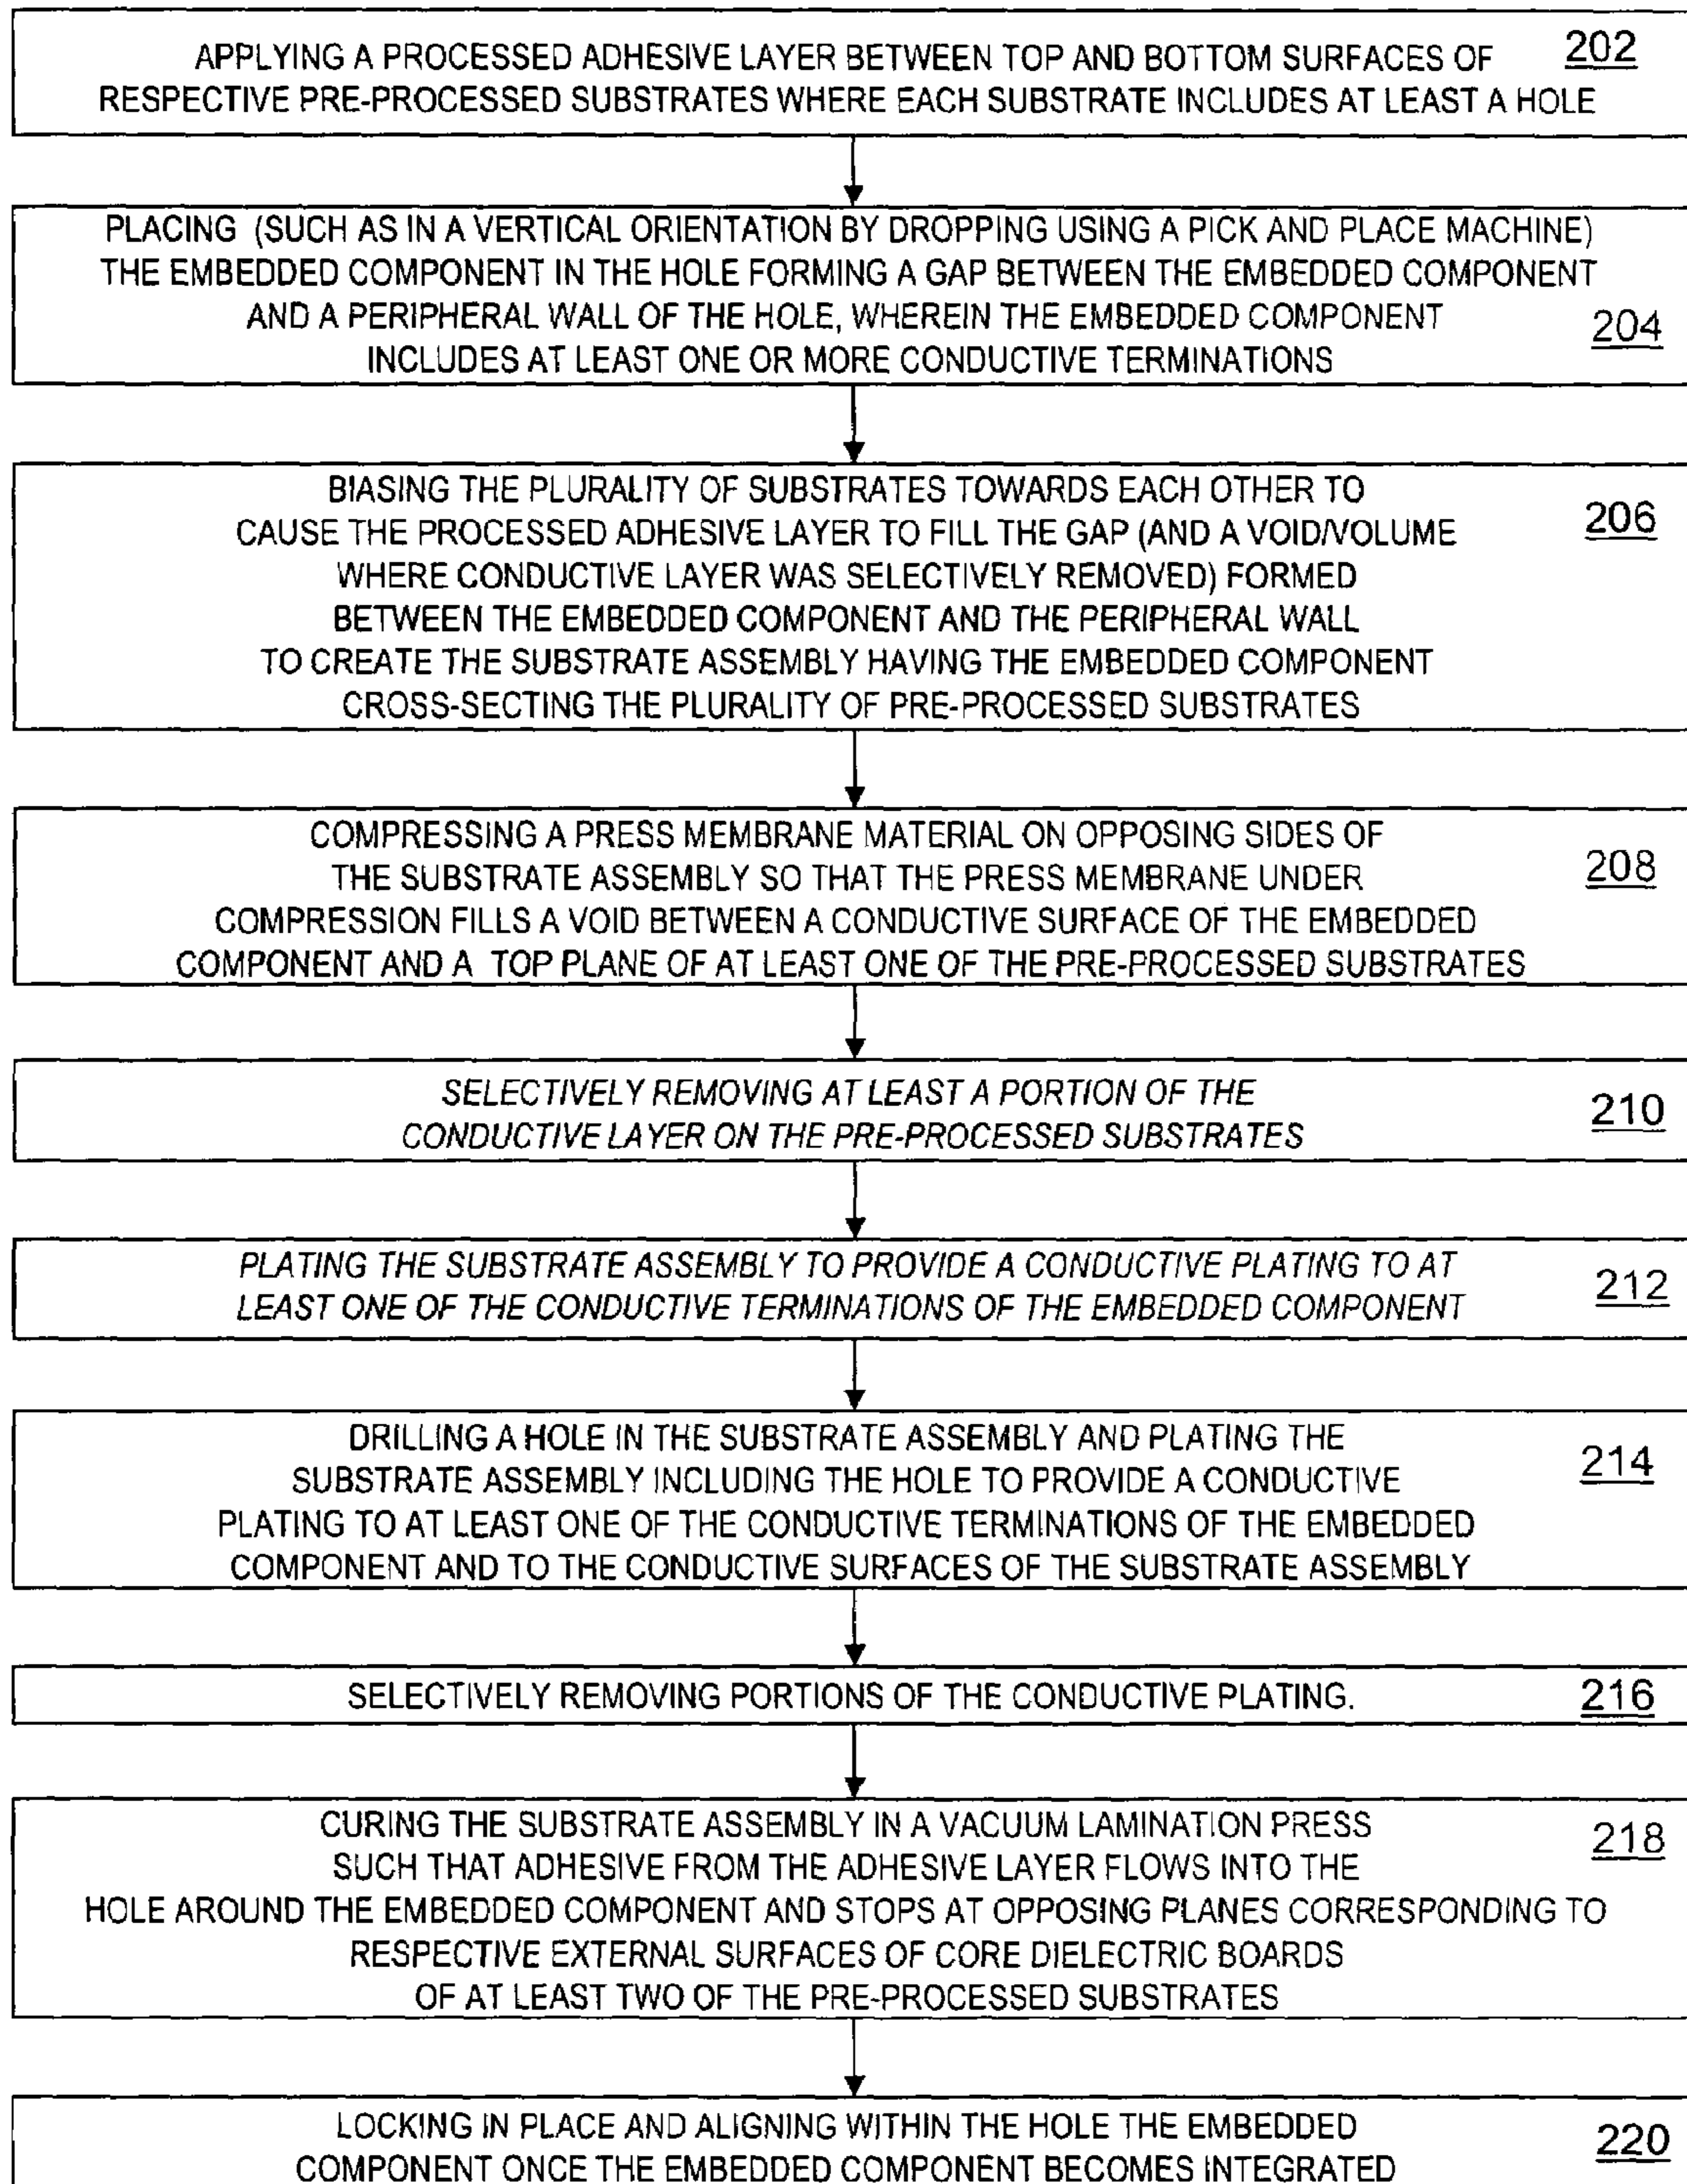 APPLYING A PROCESSED ADHESIVE LAYER BETWEEN TOP AND BOTTOM SURFACES OF 202
RESPECTIVE PRE-PROCESSED SUBSTRATES WHERE EACH SUBSTRATE INCLUDES AT LEAST A HOLE
PLACING (SUCH AS IN A VERTICAL ORIENTATION BY DROPPING USING A PICK AND PLACE MACHINE)
THE EMBEDDED COMPONENT IN THE HOLE FORMING A GAP BETWEEN THE EMBEDDED COMPONENT
AND A PERIPHERAL WALL OF THE HOLE, WHEREIN THE EMBEDDED COMPONENT 204
INCLUDES AT LEAST ONE OR MORE CONDUCTIVE TERMINATIONS
BIASING THE PLURALITY OF SUBSTRATES TOWARDS EACH OTHER TO
CAUSE THE PROCESSED ADHESIVE LAYER TO FILL THE GAP (AND A VOID/VOLUME 206
WHERE CONDUCTIVE LAYER WAS SELECTIVELY REMOVED) FORMED
BETWEEN THE EMBEDDED COMPONENT AND THE PERIPHERAL WALL
TO CREATE THE SUBSTRATE ASSEMBLY HAVING THE EMBEDDED COMPONENT
CROSS-SECTING THE PLURALITY OF PRE-PROCESSED SUBSTRATES
COMPRESSING A PRESS MEMBRANE MATERIAL ON OPPOSING SIDES OF
THE SUBSTRATE ASSEMBLY SO THAT THE PRESS MEMBRANE UNDER 208
COMPRESSION FILLS A VOID BETWEEN A CONDUCTIVE SURFACE OF THE EMBEDDED
COMPONENT AND A TOP PLANE OF AT LEAST ONE OF THE PRE-PROCESSED SUBSTRATES
SELECTIVELY REMOVING AT LEAST A PORTION OF THE
CONDUCTIVE LAYER ON THE PRE-PROCESSED SUBSTRATES 210
PLATING THE SUBSTRATE ASSEMBLY TO PROVIDE A CONDUCTIVE PLATING TO AT
LEAST ONE OF THE CONDUCTIVE TERMINATIONS OF THE EMBEDDED COMPONENT 212
DRILLING A HOLE IN THE SUBSTRATE ASSEMBLY AND PLATING THE
SUBSTRATE ASSEMBLY INCLUDING THE HOLE TO PROVIDE A CONDUCTIVE 214
PLATING TO AT LEAST ONE OF THE CONDUCTIVE TERMINATIONS OF THE EMBEDDED
COMPONENT AND TO THE CONDUCTIVE SURFACES OF THE SUBSTRATE ASSEMBLY
SELECTIVELY REMOVING PORTIONS OF THE CONDUCTIVE PLATING. 216
CURING THE SUBSTRATE ASSEMBLY IN A VACUUM LAMINATION PRESS 218
SUCH THAT ADHESIVE FROM THE ADHESIVE LAYER FLOWS INTO THE
HOLE AROUND THE EMBEDDED COMPONENT AND STOPS AT OPPOSING PLANES CORRESPONDING TO
RESPECTIVE EXTERNAL SURFACES OF CORE DIELECTRIC BOARDS
OF AT LEAST TWO OF THE PRE-PROCESSED SUBSTRATES
LOCKING IN PLACE AND ALIGNING WITHIN THE HOLE THE EMBEDDED 220
COMPONENT ONCE THE EMBEDDED COMPONENT BECOMES INTEGRATED